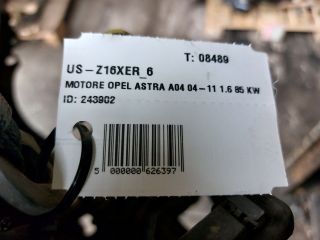 T: 08489
US-Z16XER_6
MOTORE OPEL ASTRA A04 04-11 1.6 85 KW
ID: 243902
5 000000 626397